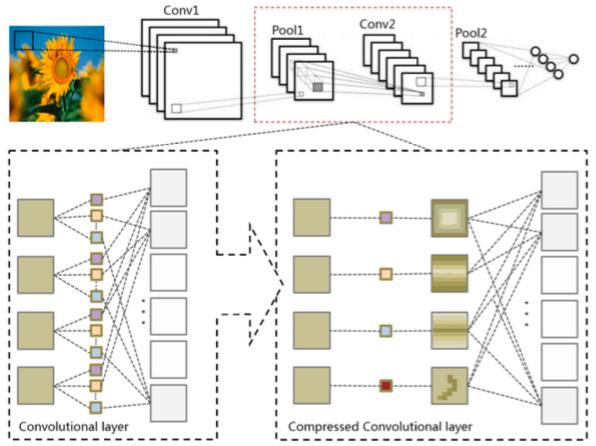 Conv1
Pool1
Conv2
Pool2
Convolutional layer
Compressed Convolutional layer